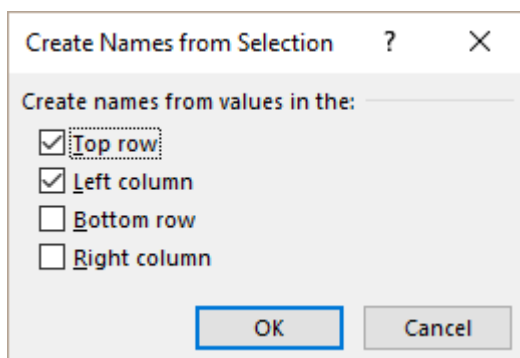 Create Names from Selection ?
Create names from values in the:
Top row
Left column
Bottom row
Right column
OK Cancel